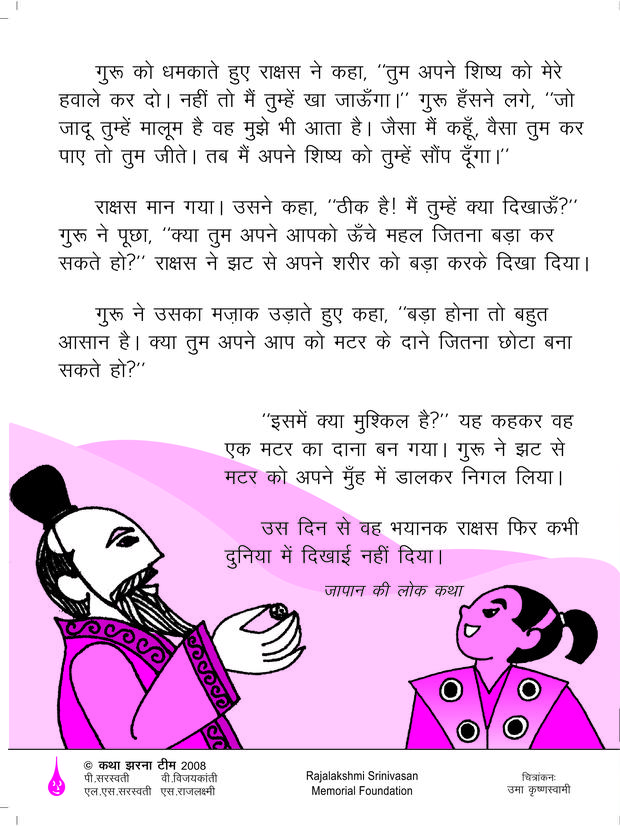 गुरू को धमकाते हुए राक्षस ने कहा, ''तुम अपने शिष्य को मेरे
हवाले कर दो। नहीं तो मैं तुम्हें खा जाऊँगा।'' गुरू हँसने लगे, ''जो
जादू तुम्हें मालूम है वह मुझे भी आता है। जैसा मैं कहूँ, वैसा तुम कर
पाए तो तुम जीते। तब मैं अपने शिष्य को तुम्हें सौंप दूँगा।''
राक्षस मान गया। उसने कहा, ''ठीक है! मैं तुम्हें क्या दिखाऊँ?''
गुरू ने पूछा, ''क्या तुम अपने आपको ऊँचे महल जितना बड़ा कर
सकते हो?'' राक्षस ने झट से अपने शरीर को बड़ा करके दिखा दिया।
गुरू ने उसका मज़ाक उड़ाते हुए कहा, ''बड़ा होना तो बहुत
आसान है। क्या तुम अपने आप को मटर के दाने जितना छोटा बना
सकते हो?''
''इसमें क्या मुश्किल है?'' यह कहकर वह
एक मटर का दाना बन गया। गुरू ने झट से
मटर को अपने मुँह में डालकर निगल लिया।
उस दिन से वह भयानक राक्षस फिर कभी
दुनिया में दिखाई नहीं दिया।
जापान की लोक कथा
© कथा झरना टीम 2008
पी.सरस्वती वी.विजयकांती
एल.एस.सरस्वती एस.राजलक्ष्मी
Rajalakshmi Srinivasan
Memorial Foundation
चित्रांकनः
उमा कृष्णस्वामी